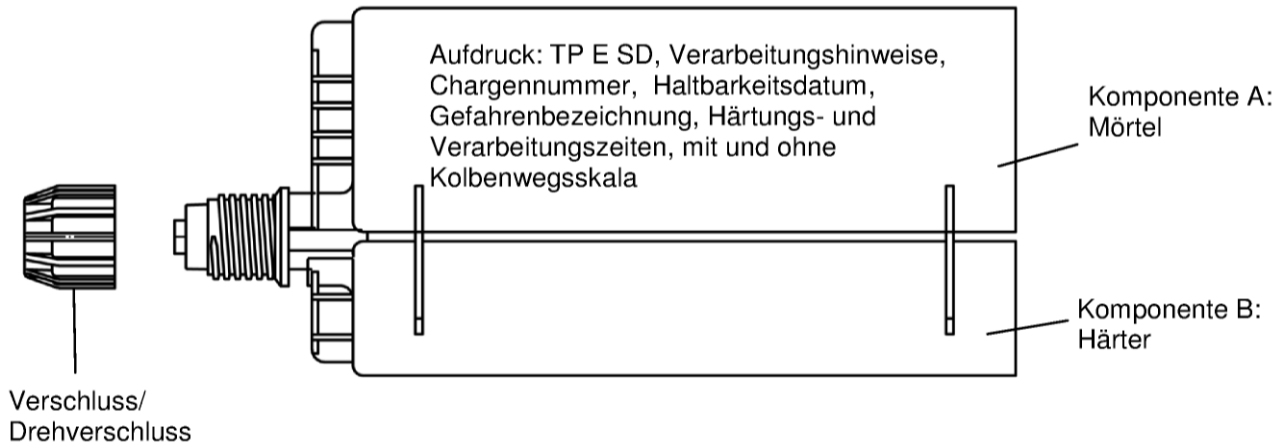 Aufdruck: TP E SD, Verarbeitungshinweise,
Chargennummer, Haltbarkeitsdatum,
Gefahrenbezeichnung, Härtungs- und
Verarbeitungszeiten, mit und ohne
Kolbenwegsskala
Komponente A:
Mörtel
Komponente B:
Härter
Verschluss/
Drehverschluss